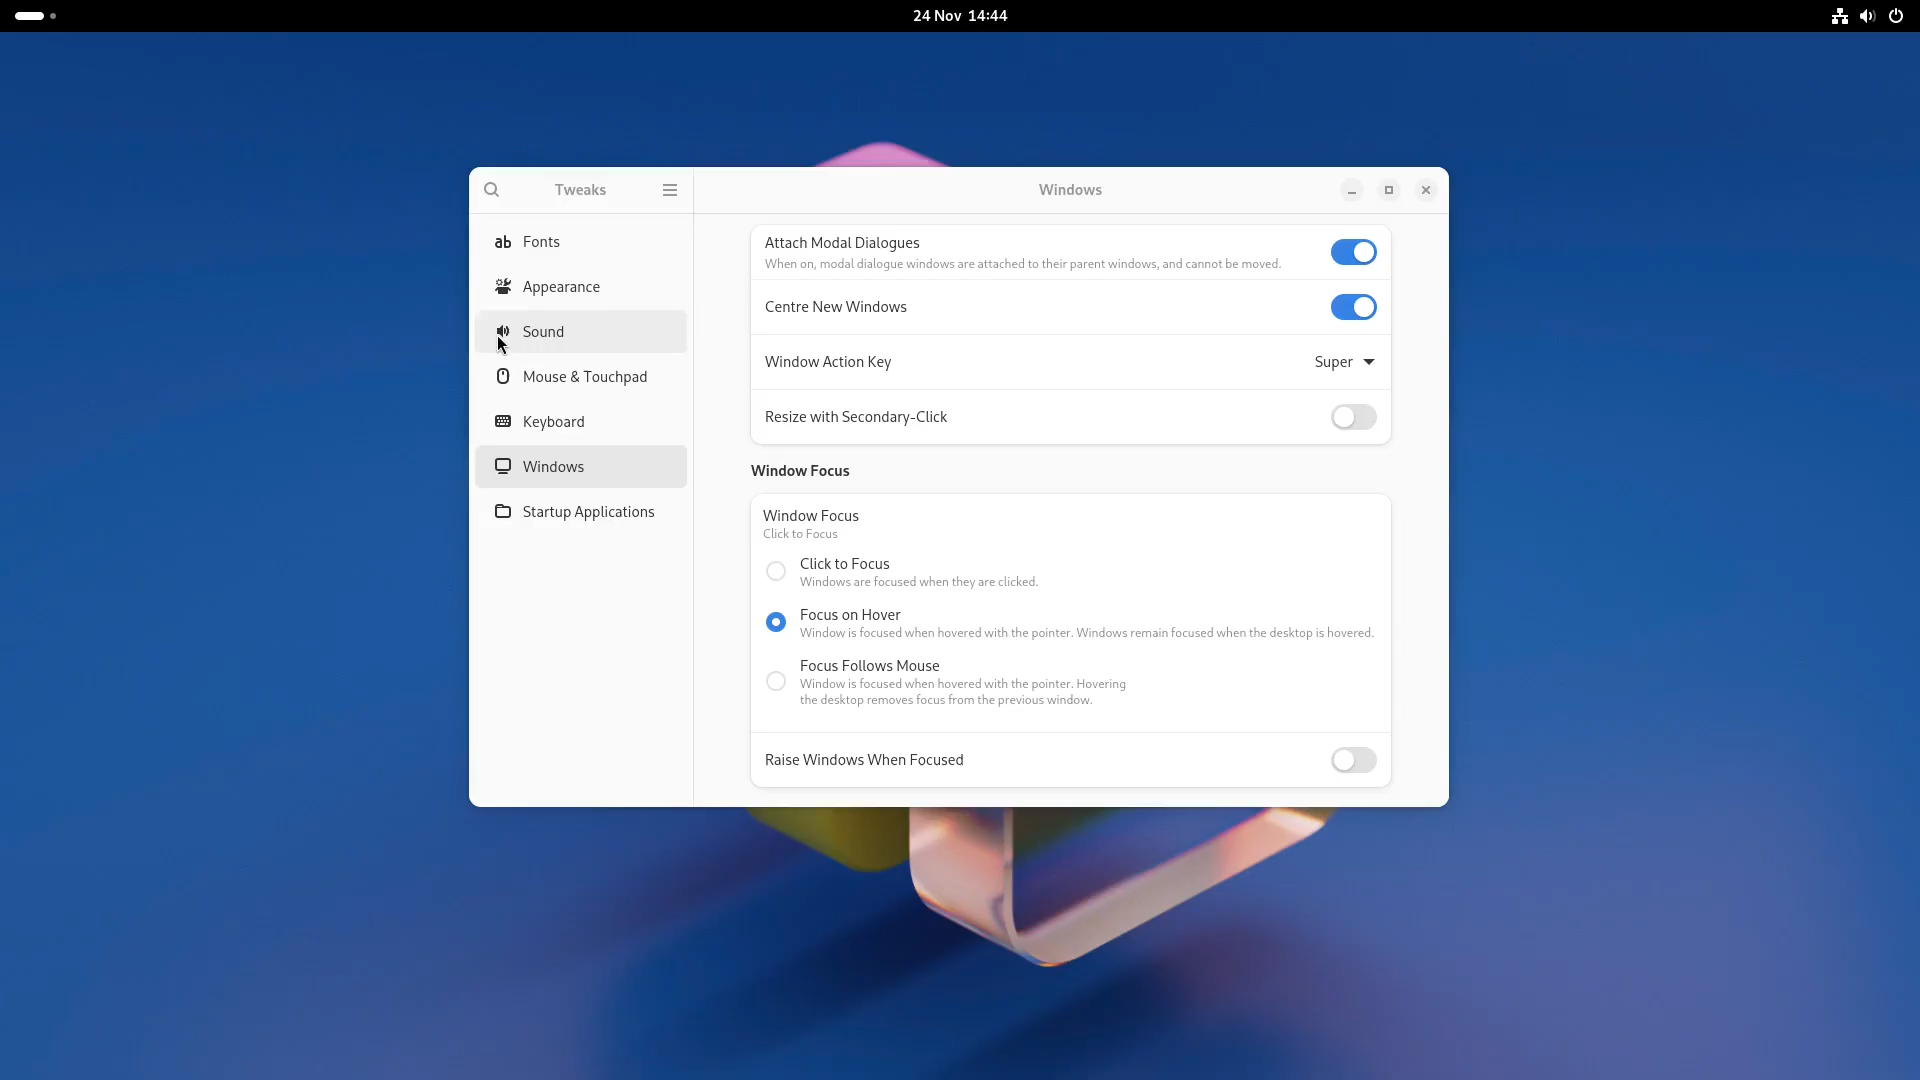 24 Nov 14:44
Tweaks
Windows
Fonts
Appearance
Sound
Mouse & Touchpad
Keyboard
Windows
Startup Applications
Attach Modal Dialogues
When on, modal dialogue windows are attached to their parent windows, and cannot be moved.
Centre New Windows
Window Action Key
Super
Resize with Secondary-Click
Window Focus
Window Focus
Click to Focus
Click to Focus
Windows are focused when they are clicked.
Focus on Hover
Window is focused when hovered with the pointer. Windows remain focused when the desktop is hovered.
Focus Follows Mouse
Window is focused when hovered with the pointer. Hovering
the desktop removes focus from the previous window.
Raise Windows When Focused